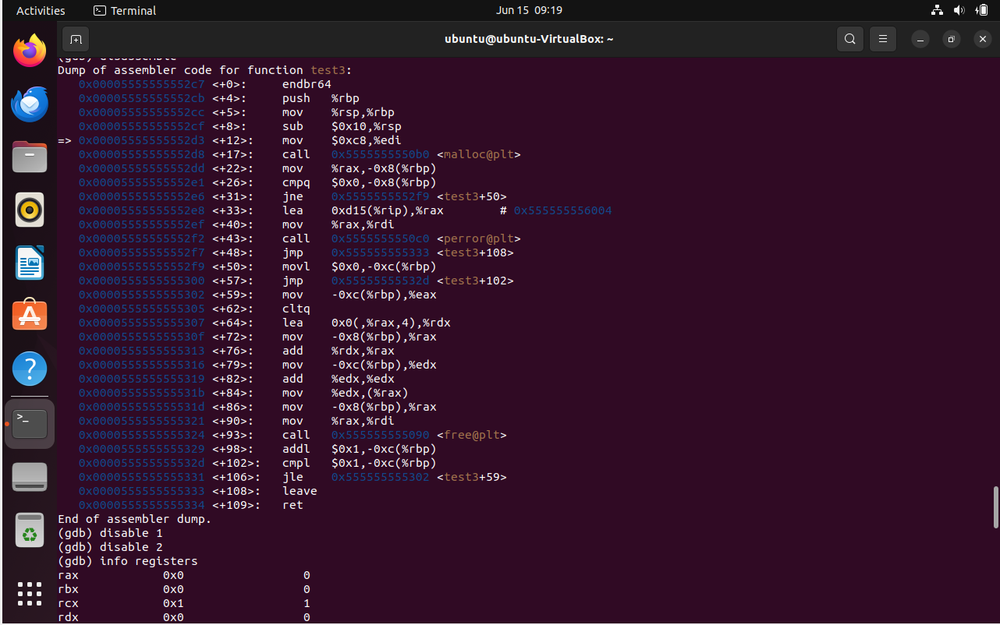 Activities Terminal Jun 15 09:19
ubuntu@ubuntu-VirtualBox: ~
(gdb) disassemble
Dump of assembler code for function test3:
   0x00005555555552c7 <+0>:     endbr64
   0x00005555555552cb <+4>:     push   %rbp
   0x00005555555552cc <+5>:     mov    %rsp,%rbp
   0x00005555555552cf <+8>:     sub    $0x10,%rsp
=> 0x00005555555552d3 <+12>:    mov    $0xc8,%edi
   0x00005555555552d8 <+17>:    call   0x5555555550b0 <malloc@plt>
   0x00005555555552dd <+22>:    mov    %rax,-0x8(%rbp)
   0x00005555555552e1 <+26>:    cmpq   $0x0,-0x8(%rbp)
   0x00005555555552e6 <+31>:    jne    0x5555555552f9 <test3+50>
   0x00005555555552e8 <+33>:    lea    0xd15(%rip),%rax        # 0x555555556004
   0x00005555555552ef <+40>:    mov    %rax,%rdi
   0x00005555555552f2 <+43>:    call   0x5555555550c0 <perror@plt>
   0x00005555555552f7 <+48>:    jmp    0x555555555333 <test3+108>
   0x00005555555552f9 <+50>:    movl   $0x0,-0xc(%rbp)
   0x0000555555555300 <+57>:    jmp    0x55555555532d <test3+102>
   0x0000555555555302 <+59>:    mov    -0xc(%rbp),%eax
   0x0000555555555305 <+62>:    cltq
   0x0000555555555307 <+64>:    lea    0x0(,%rax,4),%rdx
   0x000055555555530f <+72>:    mov    -0x8(%rbp),%rax
   0x0000555555555313 <+76>:    add    %rdx,%rax
   0x0000555555555316 <+79>:    mov    -0xc(%rbp),%edx
   0x0000555555555319 <+82>:    add    %edx,%edx
   0x000055555555531b <+84>:    mov    %edx,(%rax)
   0x000055555555531d <+86>:    mov    -0x8(%rbp),%rax
   0x0000555555555321 <+90>:    mov    %rax,%rdi
   0x0000555555555324 <+93>:    call   0x555555555090 <free@plt>
   0x0000555555555329 <+98>:    addl   $0x1,-0xc(%rbp)
   0x000055555555532d <+102>:   cmpl   $0x1,-0xc(%rbp)
   0x0000555555555331 <+106>:   jle    0x555555555302 <test3+59>
   0x0000555555555333 <+108>:   leave
   0x0000555555555334 <+109>:   ret
End of assembler dump.
(gdb) disable 1
(gdb) disable 2
(gdb) info registers
rax            0x0                 0
rbx            0x0                 0
rcx            0x1                 1
rdx            0x0                 0